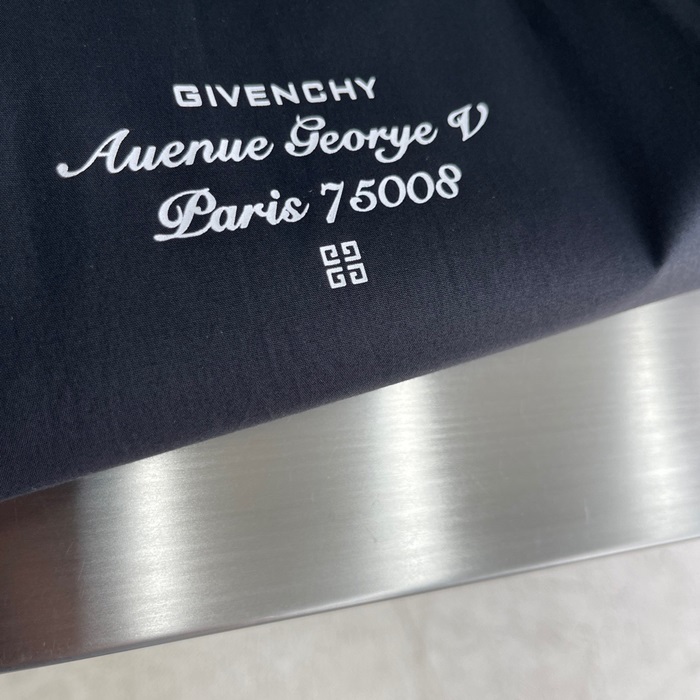 GIVENCHY
Auenue Georye V
Paris 75008